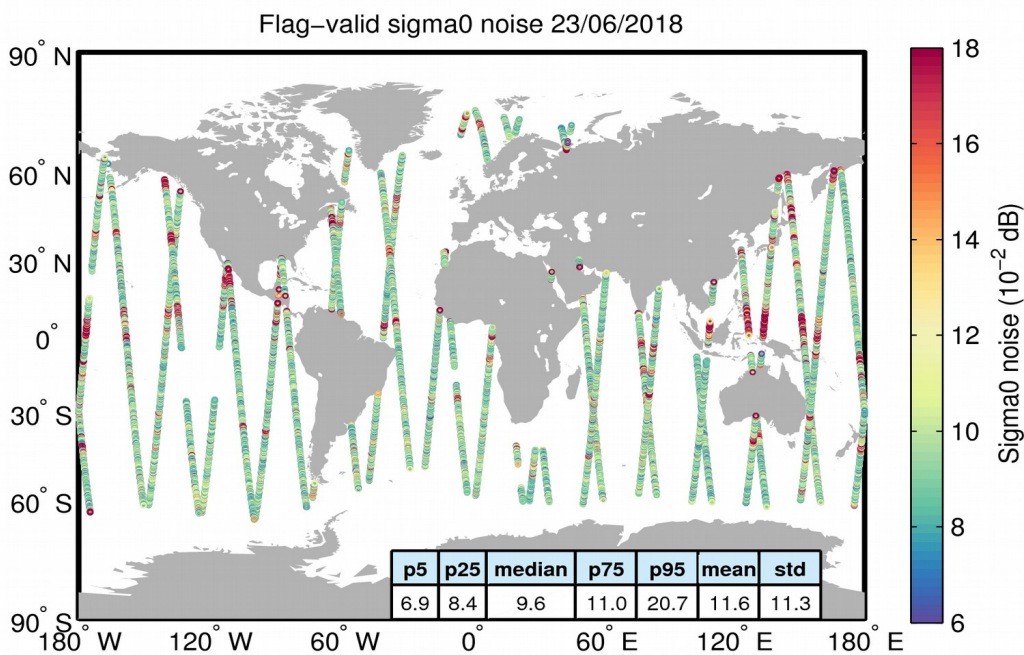 Flag−valid sigma0 noise 23/06/2018
90° N
60° N
30° N
0°
30° S
60° S
90° S
180° W
120° W
60° W
0°
60° E
120° E
180° E
p5 p25 median p75 p95 mean std
6.9 8.4 9.6 11.0 20.7 11.6 11.3
18
16
14
12
10
8
6
Sigma0 noise (10⁻² dB)